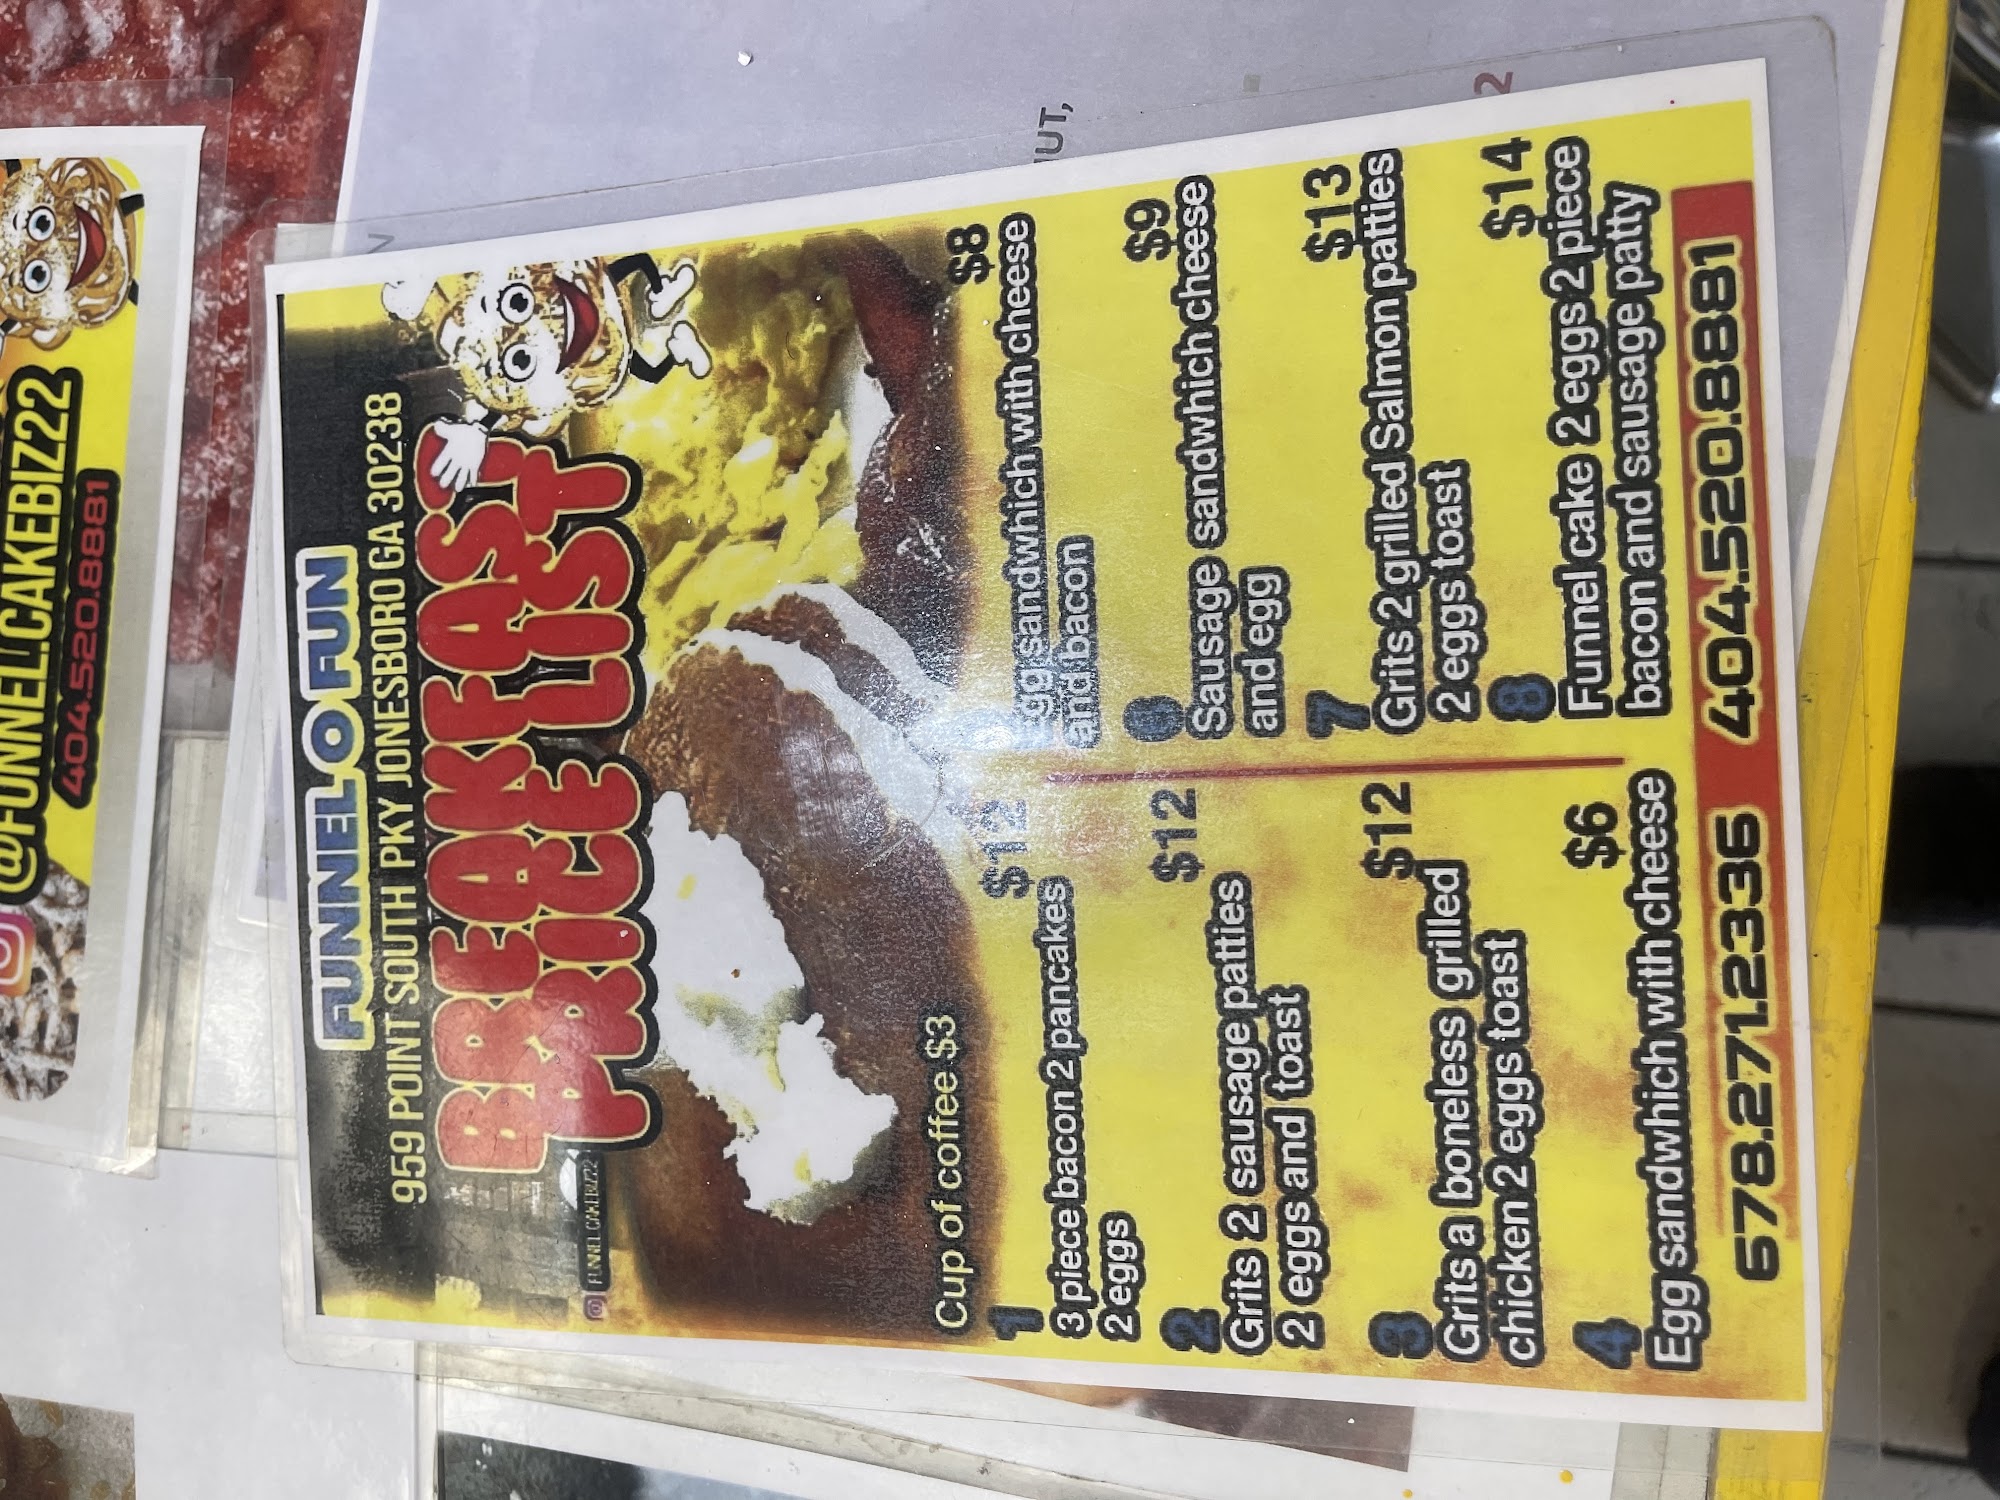 FUNNEL O FUN
959 POINT SOUTH PKY JONESBORO GA 30238
BREAKFAST
PRICE LIST
FUNNELCAKEBIZ22
Cup of coffee $3
1 $12
3 piece bacon 2 pancakes
2 eggs
2 $12
Grits 2 sausage patties
2 eggs and toast
3 $12
Grits a boneless grilled
chicken 2 eggs toast
4 $6
Egg sandwhich with cheese
$8
Egg sandwhich with cheese
and bacon
6 $9
Sausage sandwhich cheese
and egg
7 $13
Grits 2 grilled Salmon patties
2 eggs toast
8 $14
Funnel cake 2 eggs 2 piece
bacon and sausage patty
678.271.2336 404.520.8881
@FUNNELCAKEBIZ22
404.520.8881
2